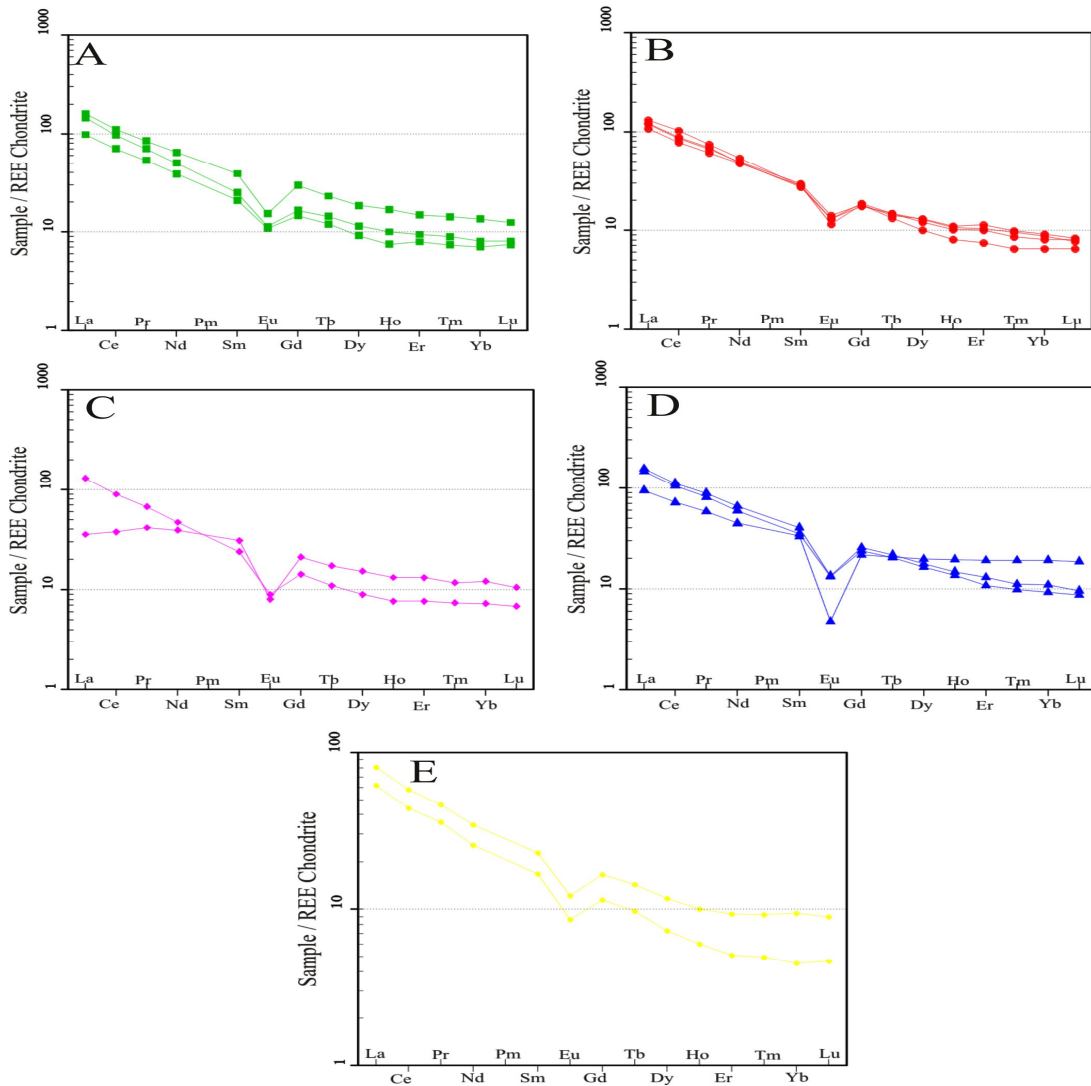 A
Sample / REE Chondrite
1000
100
10
1
La Pr Pm Eu Tb Ho Tm Lu
Ce Nd Sm Gd Dy Er Yb
B
Sample / REE Chondrite
1000
100
10
1
La Pr Pm Eu Tb Ho Tm Lu
Ce Nd Sm Gd Dy Er Yb
C
Sample / REE Chondrite
1000
100
10
1
La Pr Pm Eu Tb Ho Tm Lu
Ce Nd Sm Gd Dy Er Yb
D
Sample / REE Chondrite
1000
100
10
1
La Pr Pm Eu Tb Ho Tm Lu
Ce Nd Sm Gd Dy Er Yb
E
Sample / REE Chondrite
100
10
1
La Pr Pm Eu Tb Ho Tm Lu
Ce Nd Sm Gd Dy Er Yb